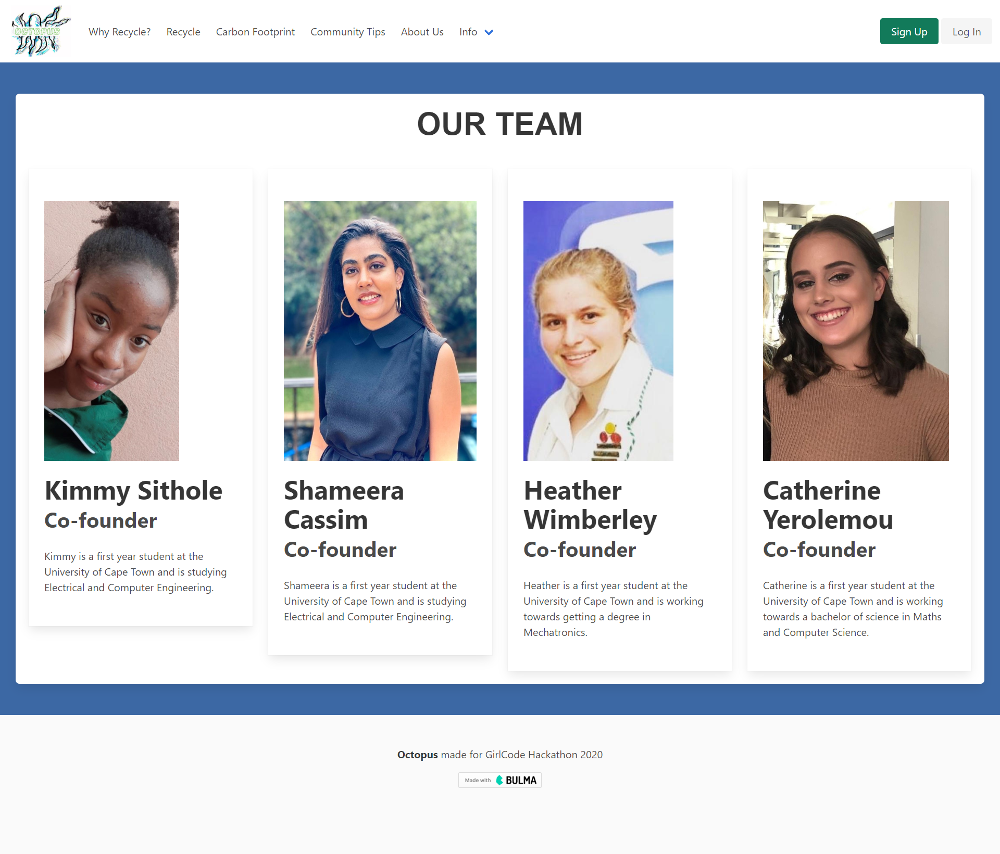 OCTOPUS
Why Recycle?
Recycle
Carbon Footprint
Community Tips
About Us
Info
Sign Up
Log In
OUR TEAM
Kimmy Sithole
Co-founder
Kimmy is a first year student at the
University of Cape Town and is studying
Electrical and Computer Engineering.
Shameera
Cassim
Co-founder
Shameera is a first year student at the
University of Cape Town and is studying
Electrical and Computer Engineering.
Heather
Wimberley
Co-founder
Heather is a first year student at the
University of Cape Town and is working
towards getting a degree in
Mechatronics.
Catherine
Yerolemou
Co-founder
Catherine is a first year student at the
University of Cape Town and is working
towards a bachelor of science in Maths
and Computer Science.
Octopus made for GirlCode Hackathon 2020
Made with BULMA